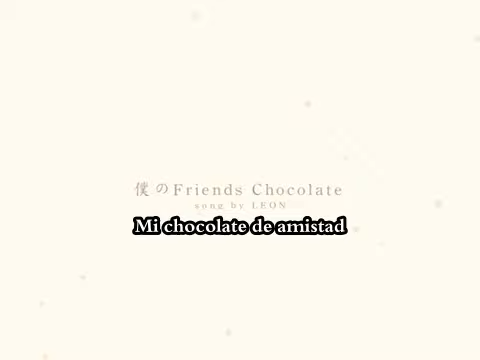 僕のFriends Chocolate
song by LEON
Mi chocolate de amistad